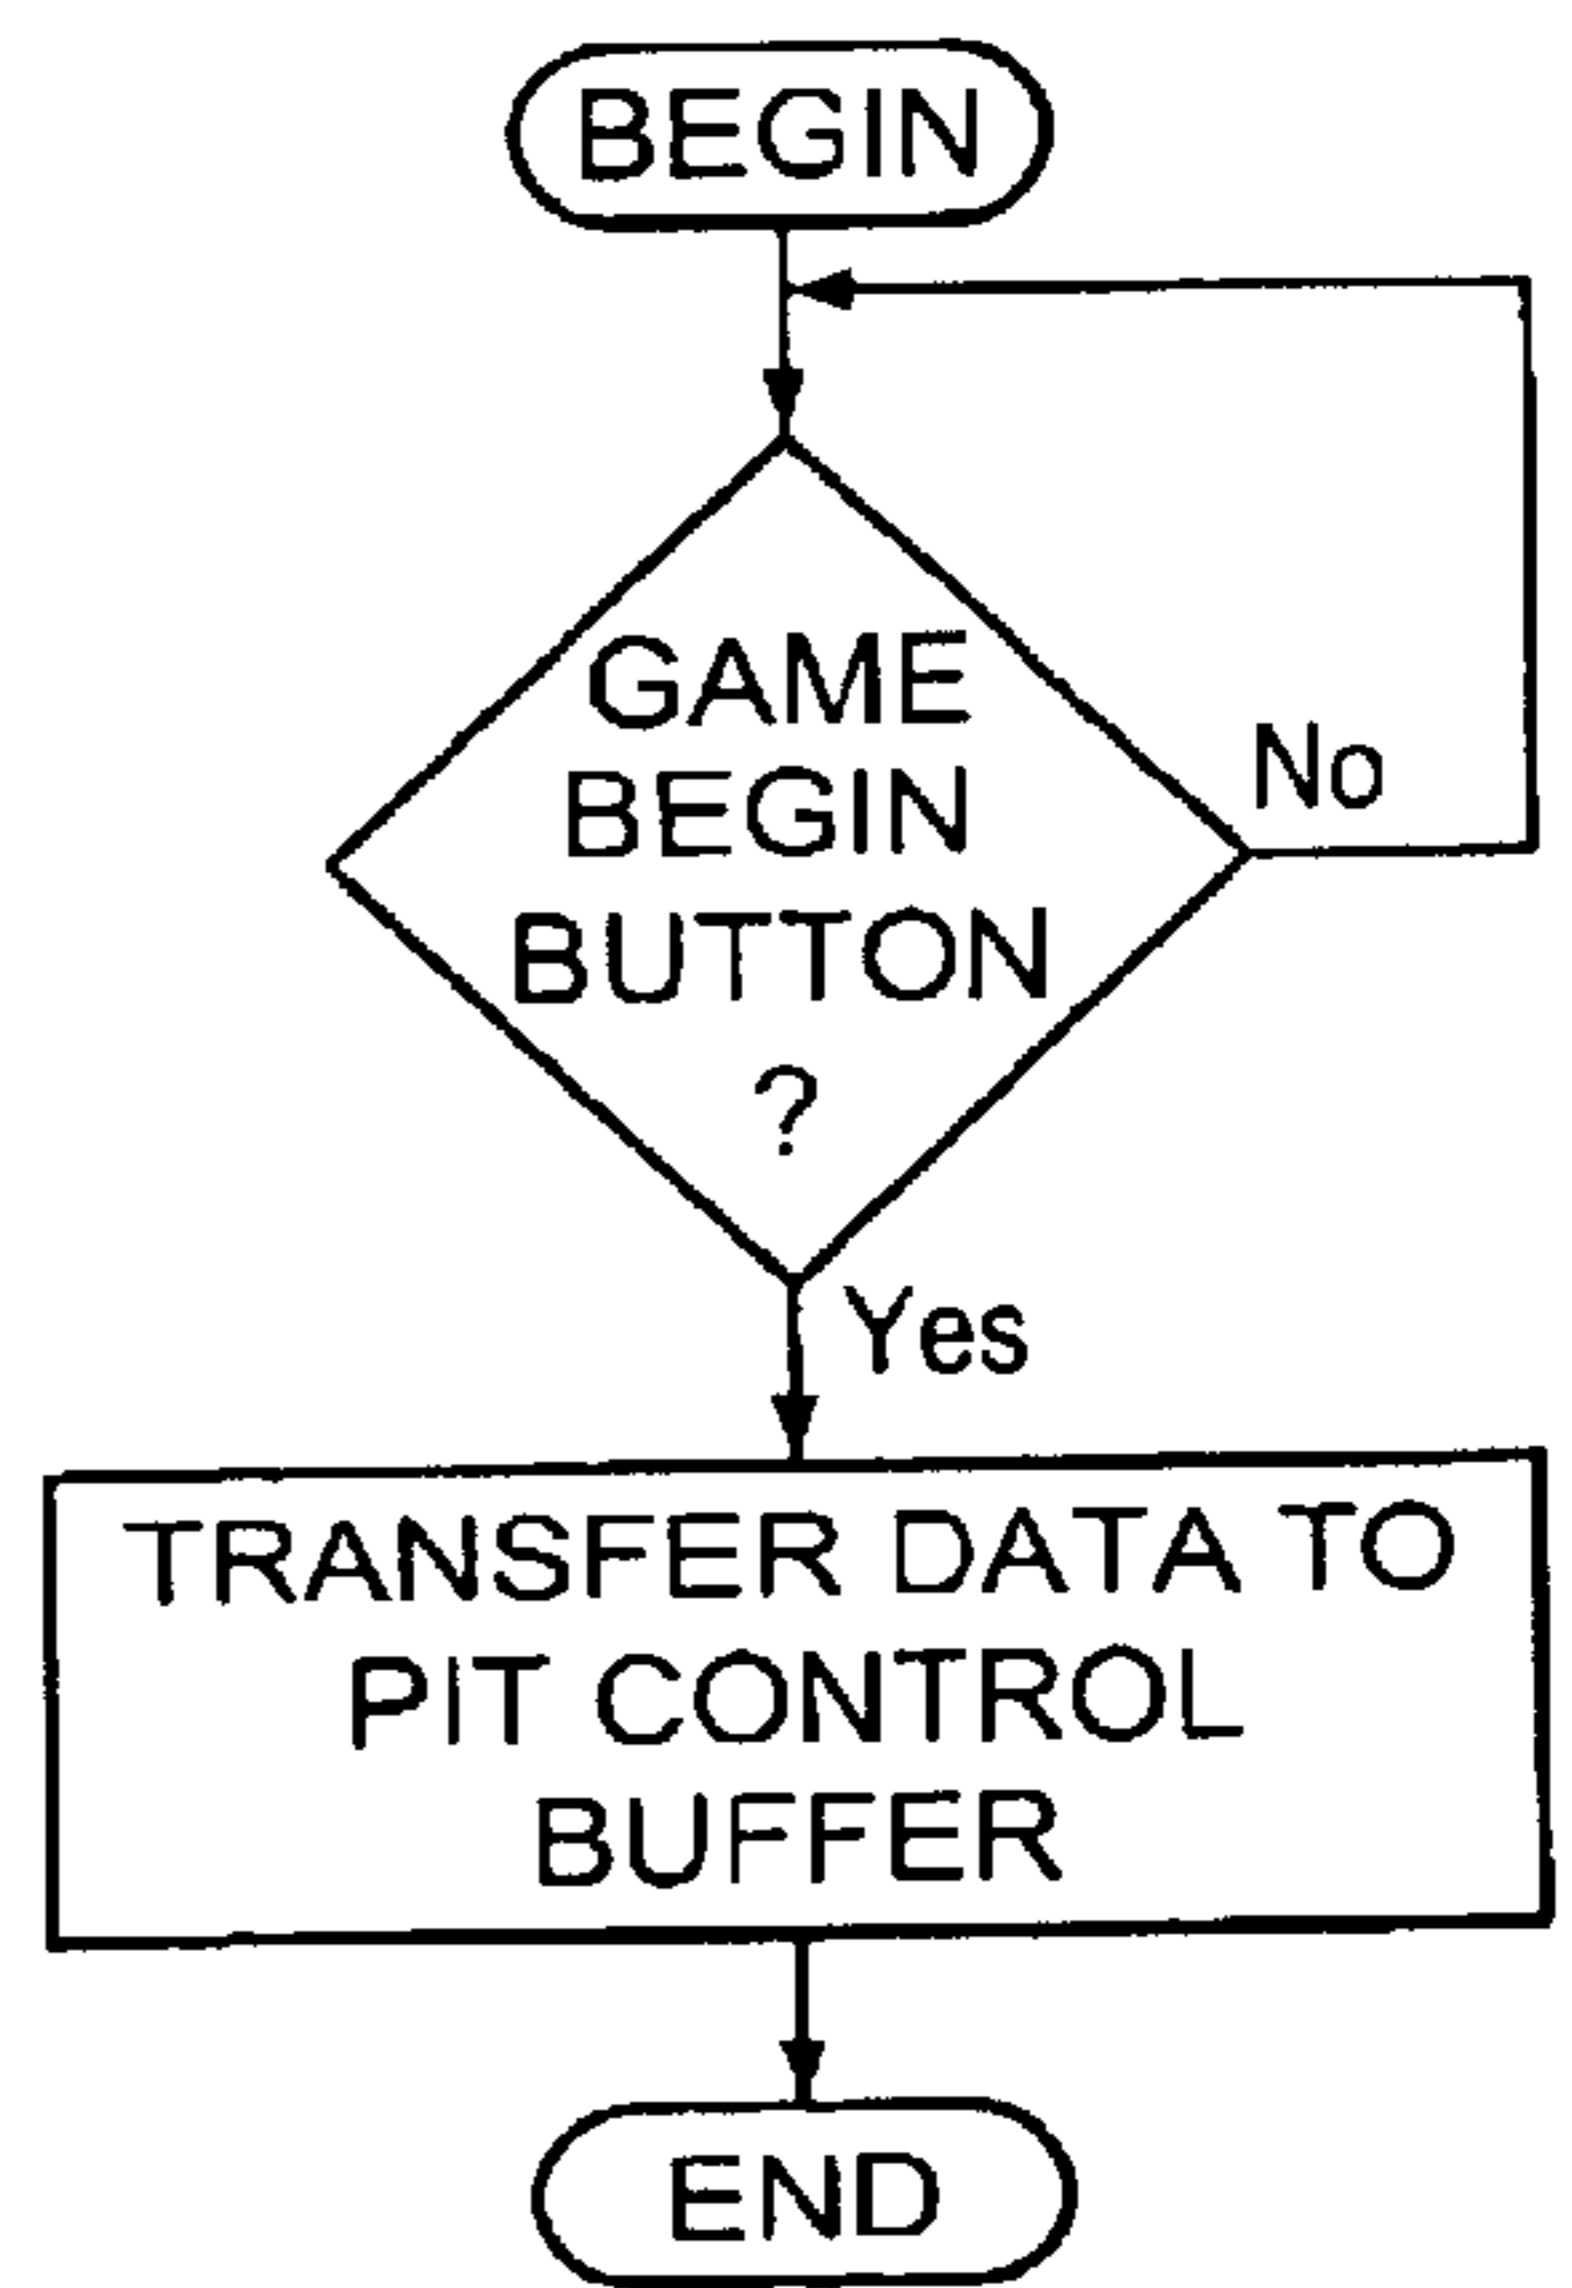 BEGIN
GAME
BEGIN
BUTTON
?
No
Yes
TRANSFER DATA TO
PIT CONTROL
BUFFER
END